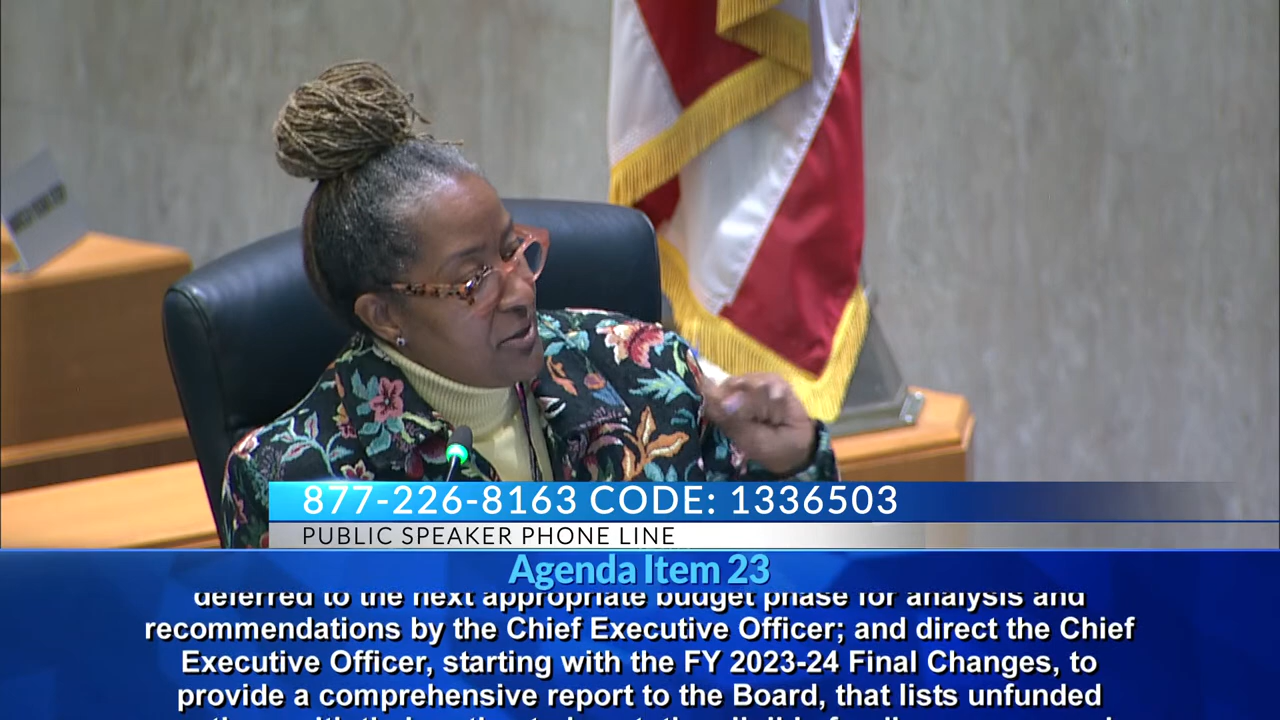 877-226-8163 CODE: 1336503
PUBLIC SPEAKER PHONE LINE
Agenda Item 23
deferred to the next appropriate budget phase for analysis and
recommendations by the Chief Executive Officer; and direct the Chief
Executive Officer, starting with the FY 2023-24 Final Changes, to
provide a comprehensive report to the Board, that lists unfunded